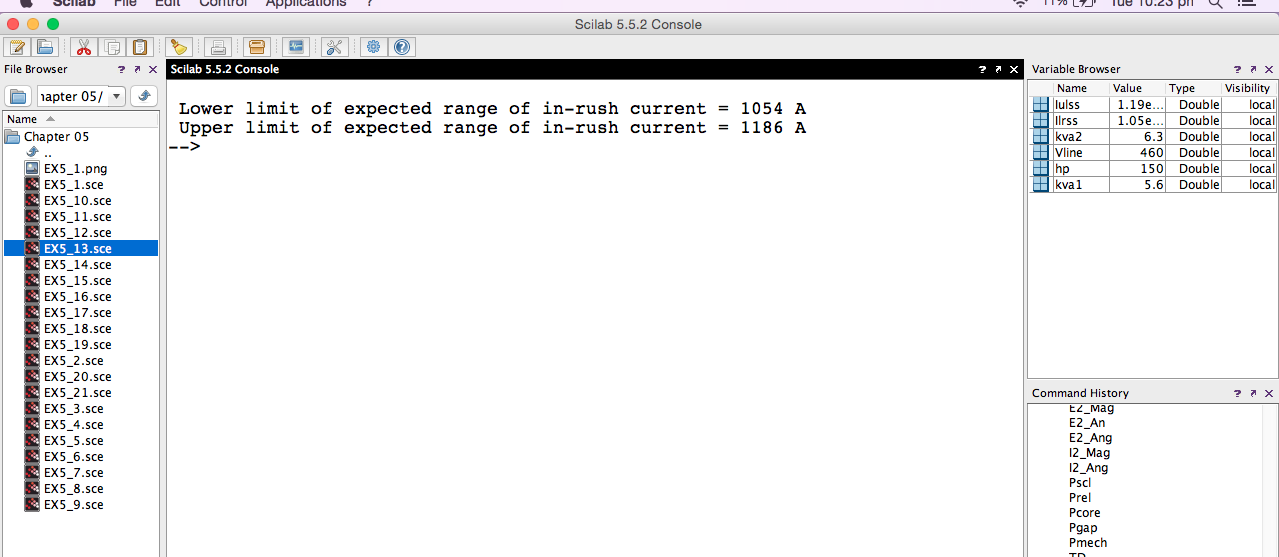 Scilab File Edit Control Applications ? 11% Tue 10:23 pm
Scilab 5.5.2 Console
File Browser ? ↗ ×
hapter 05/
Name
Chapter 05
..
EX5_1.png
EX5_1.sce
EX5_10.sce
EX5_11.sce
EX5_12.sce
EX5_13.sce
EX5_14.sce
EX5_15.sce
EX5_16.sce
EX5_17.sce
EX5_18.sce
EX5_19.sce
EX5_2.sce
EX5_20.sce
EX5_21.sce
EX5_3.sce
EX5_4.sce
EX5_5.sce
EX5_6.sce
EX5_7.sce
EX5_8.sce
EX5_9.sce
Scilab 5.5.2 Console ? ↗ ×
Lower limit of expected range of in-rush current = 1054 A
Upper limit of expected range of in-rush current = 1186 A
-->
Variable Browser ? ↗ ×
Name Value Type Visibility
Iulss 1.19e... Double local
Ilrss 1.05e... Double local
kva2 6.3 Double local
Vline 460 Double local
hp 150 Double local
kva1 5.6 Double local
Command History ? ↗ ×
E2_Mag
E2_An
E2_Ang
I2_Mag
I2_Ang
Pscl
Prel
Pcore
Pgap
Pmech